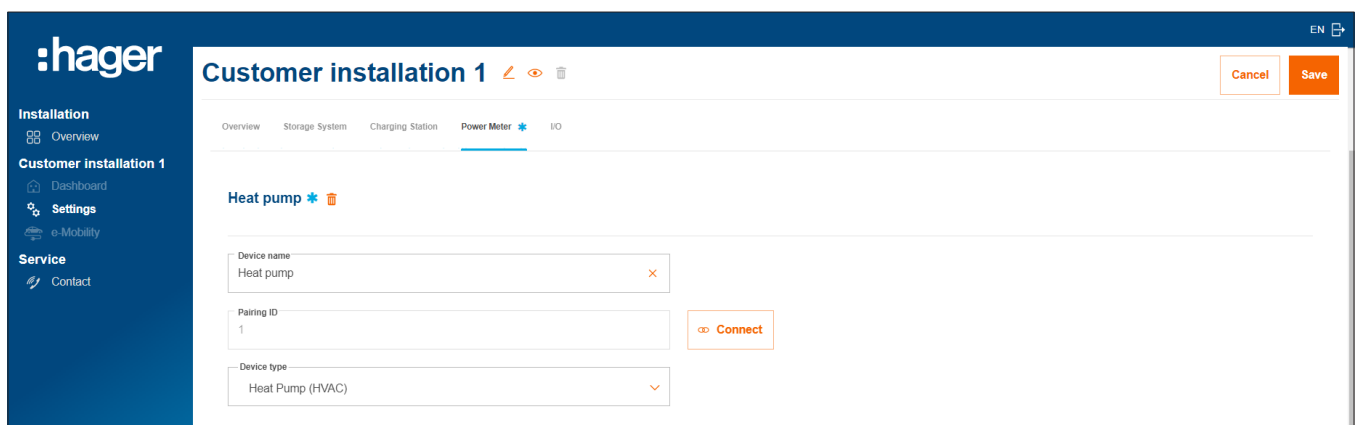 EN
:hager
Customer installation 1
Cancel
Save
Installation
Overview
Customer installation 1
Dashboard
Settings
e-Mobility
Service
Contact
Overview Storage System Charging Station Power Meter * I/O
Heat pump *
Device name
Heat pump
Pairing ID
1
Connect
Device type
Heat Pump (HVAC)